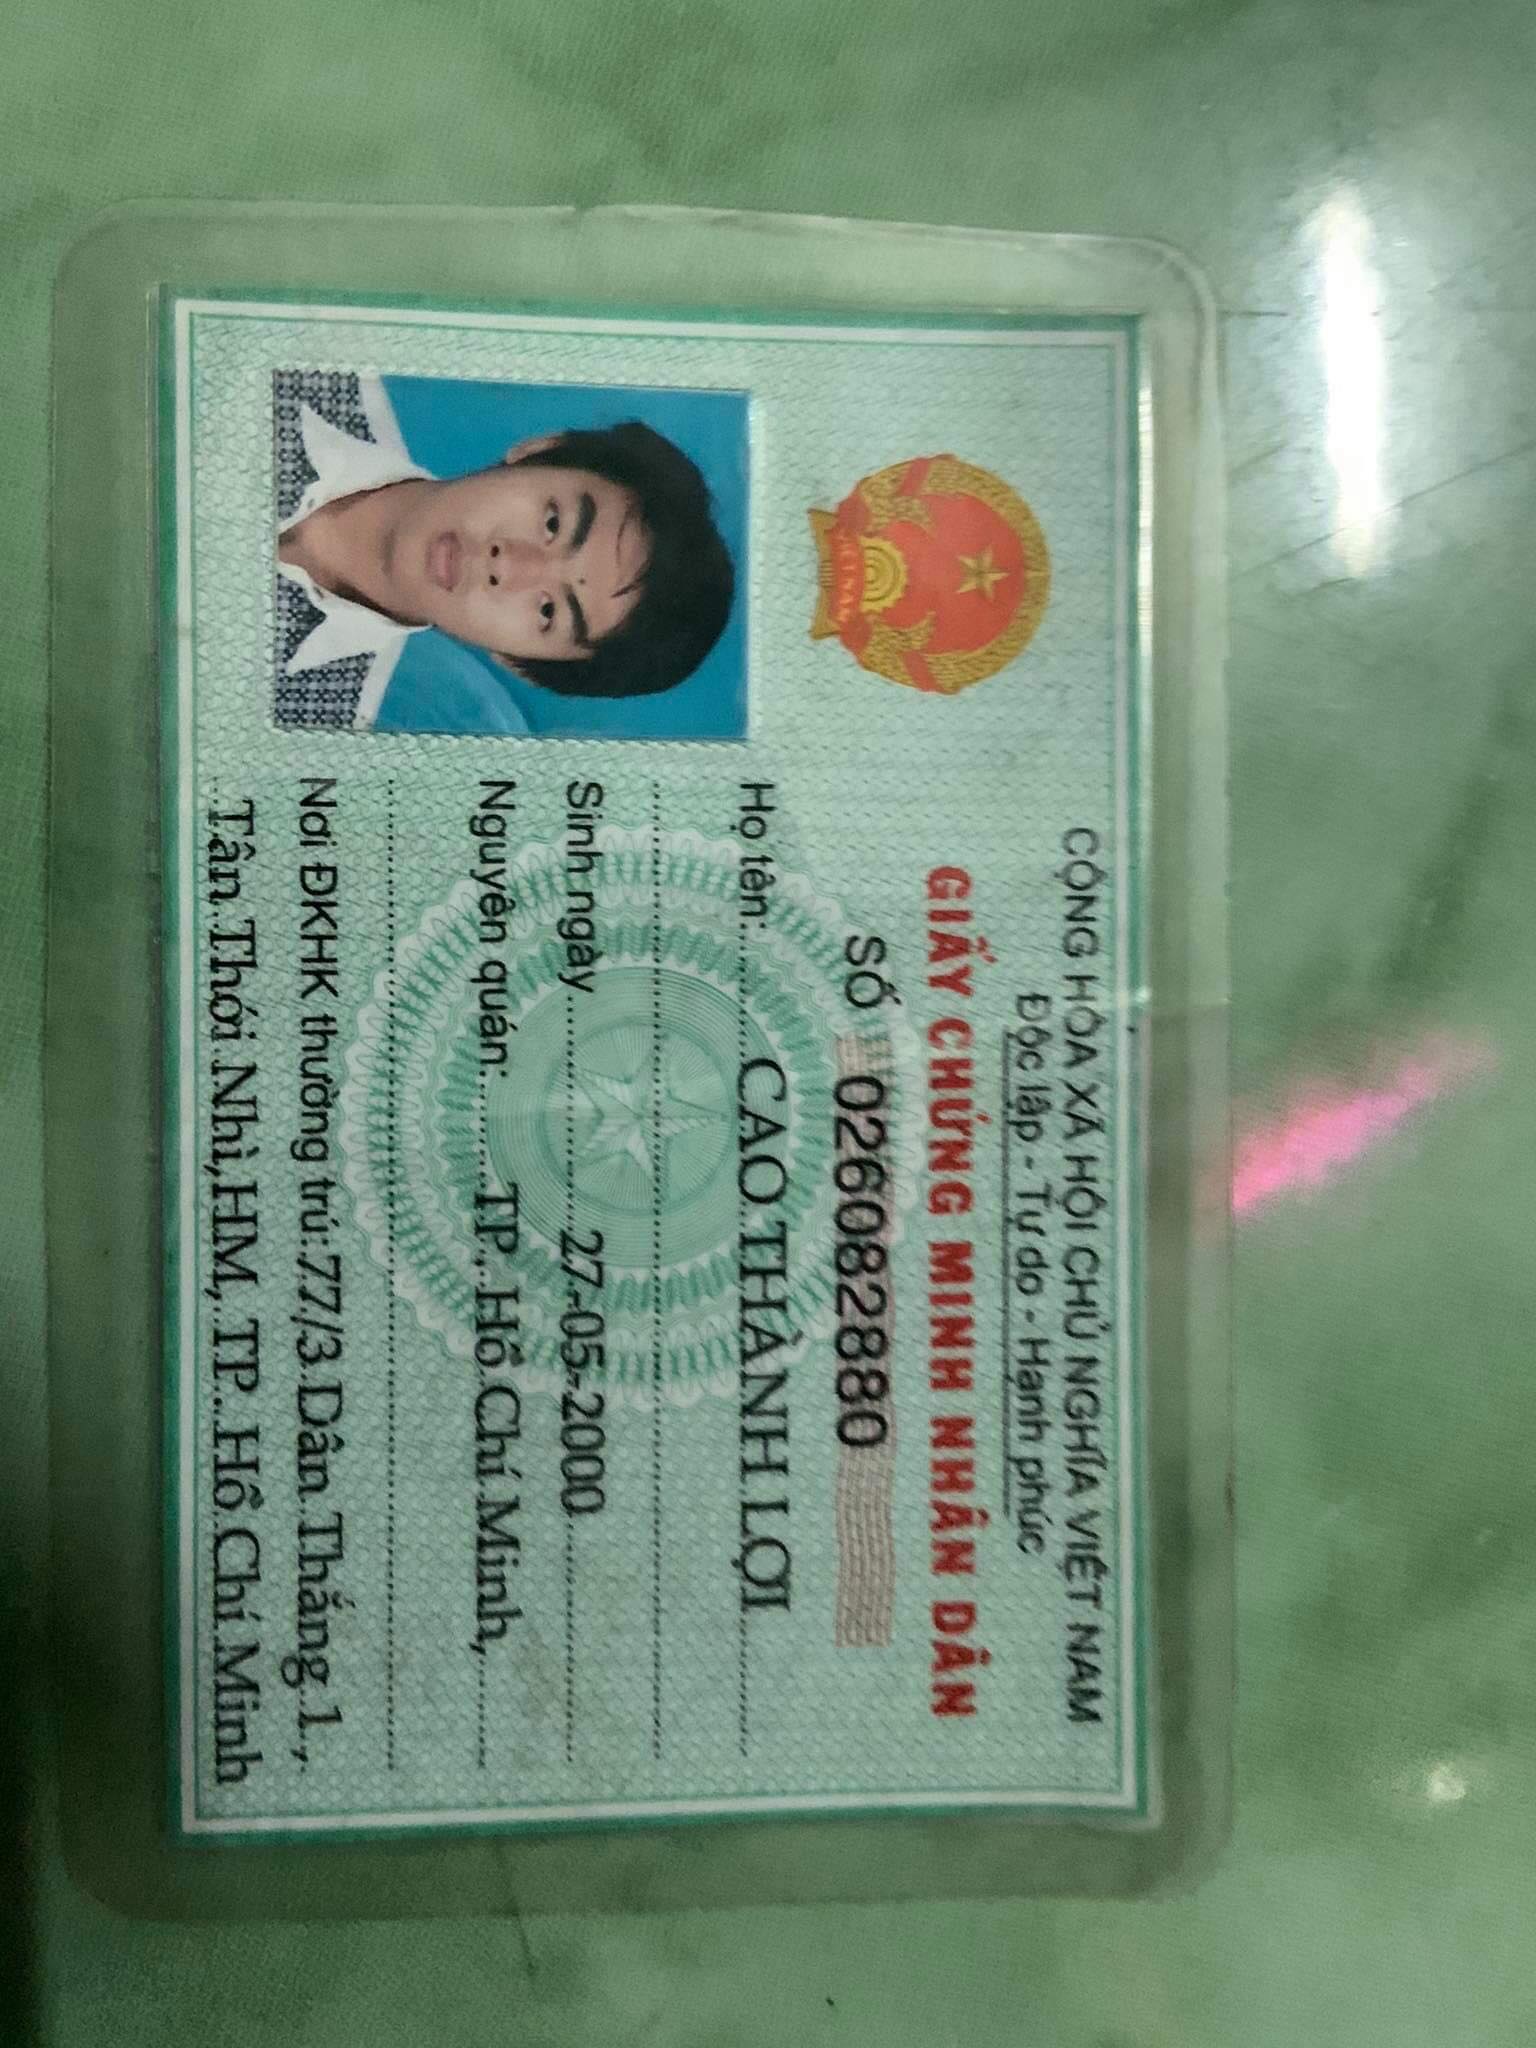 CỘNG HÒA XÃ HỘI CHỦ NGHĨA VIỆT NAM
Độc lập - Tự do - Hạnh phúc
GIẤY CHỨNG MINH NHÂN DÂN
SỐ 026082880
Họ tên: CAO THÀNH LỢI
Sinh ngày 27-05-2000
Nguyên quán: TP. Hồ Chí Minh,
Nơi ĐKHK thường trú: 77/3 Dân Thắng 1,
Tân Thới Nhì,HM, TP. Hồ Chí Minh
VIỆT NAM